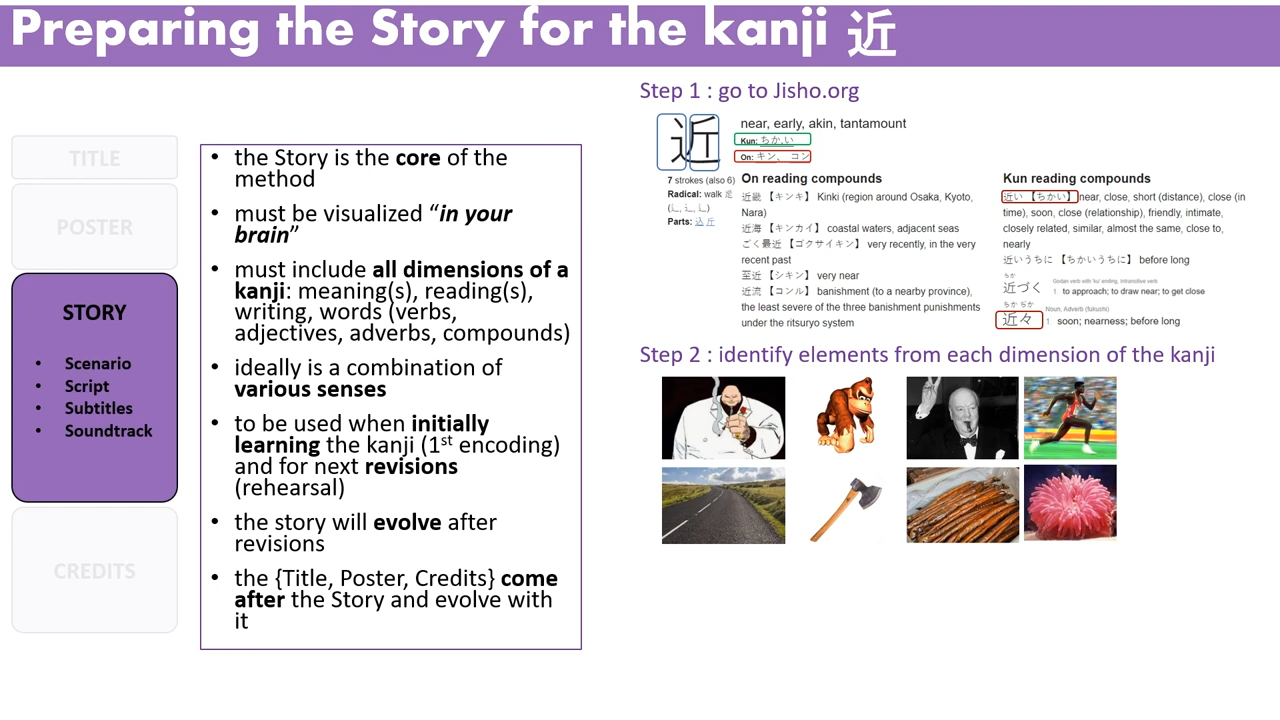 Preparing the Story for the kanji 近
TITLE
POSTER
STORY
• Scenario
• Script
• Subtitles
• Soundtrack
CREDITS
• the Story is the core of the
method
• must be visualized “in your
brain”
• must include all dimensions of a
kanji: meaning(s), reading(s),
writing, words (verbs,
adjectives, adverbs, compounds)
• ideally is a combination of
various senses
• to be used when initially
learning the kanji (1st encoding)
and for next revisions
(rehearsal)
• the story will evolve after
revisions
• the {Title, Poster, Credits} come
after the Story and evolve with
it
Step 1 : go to Jisho.org
近
near, early, akin, tantamount
Kun: ちか.い
On: キン、 コン
7 strokes (also 6)
Radical: walk 辵
(辶, ⻌, ⻍)
Parts: 込 斤
On reading compounds
近畿 【キンキ】 Kinki (region around Osaka, Kyoto,
Nara)
近海 【キンカイ】 coastal waters, adjacent seas
ごく最近 【ゴクサイキン】 very recently, in the very
recent past
至近 【シキン】 very near
近流 【コンル】 banishment (to a nearby province),
the least severe of the three banishment punishments
under the ritsuryo system
Kun reading compounds
近い 【ちかい】 near, close, short (distance), close (in
time), soon, close (relationship), friendly, intimate,
closely related, similar, almost the same, close to,
nearly
近いうちに 【ちかいうちに】 before long
ちか
近づく
Godan verb with 'ku' ending, Intransitive verb
1 to approach; to draw near; to get close
ちか ぢか
近々
Noun, Adverb (fukushi)
1 soon; nearness; before long
Step 2 : identify elements from each dimension of the kanji